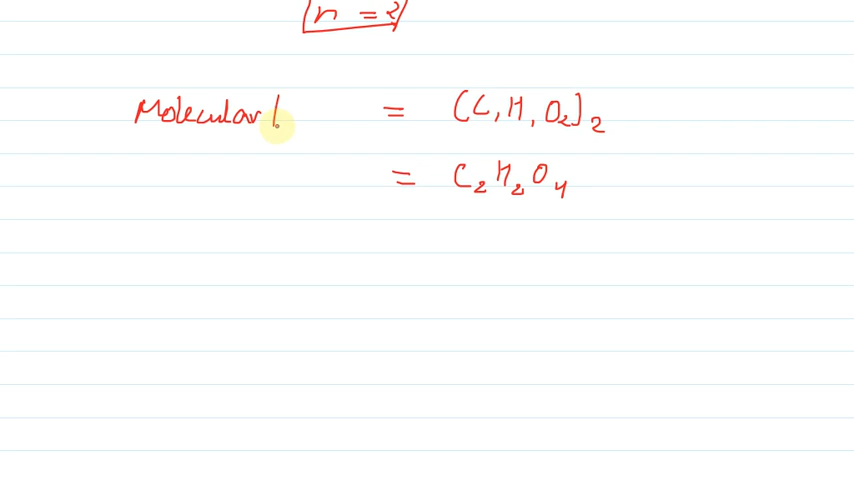 n = 2
Molecular = (C, H, O₂)₂
= C₂H₂O₄